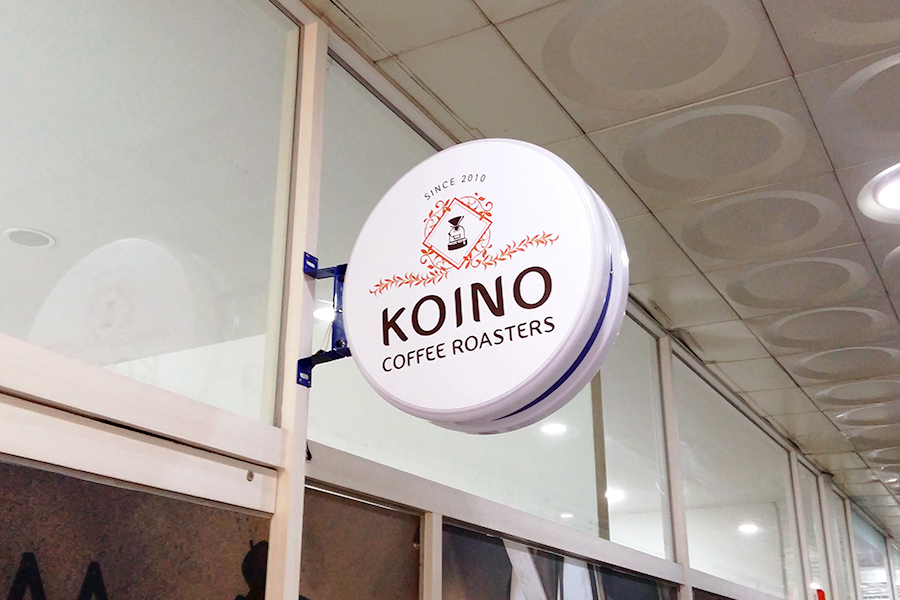 SINCE 2010
KOINO
COFFEE ROASTERS